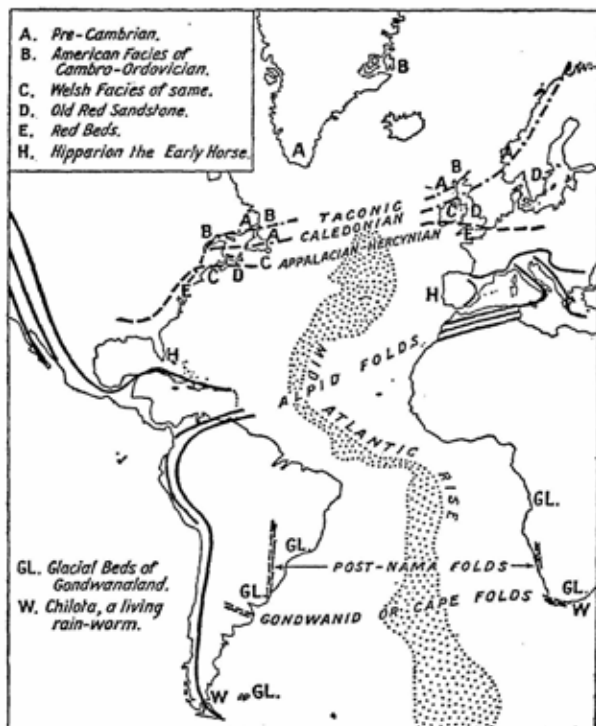 A. Pre-Cambrian.
B. American Facies of
Cambro-Ordovician.
C. Welsh Facies of same.
D. Old Red Sandstone.
E. Red Beds.
H. Hipparion the Early Horse.
B
A
A
B
A
D
B
A
C
D
E
A
B
B
A
C
D
C
E
TACONIC
CALEDONIAN
APPALACIAN-HERCYNIAN
H
H
ALPID FOLDS
MID ATLANTIC RISE
GL.
GL.
POST-NAMA FOLDS
GL.
GL.
W
GONDWANID OR CAPE FOLDS
W
GL.
GL. Glacial Beds of
Gondwanaland.
W. Chilota, a living
rain-worm.